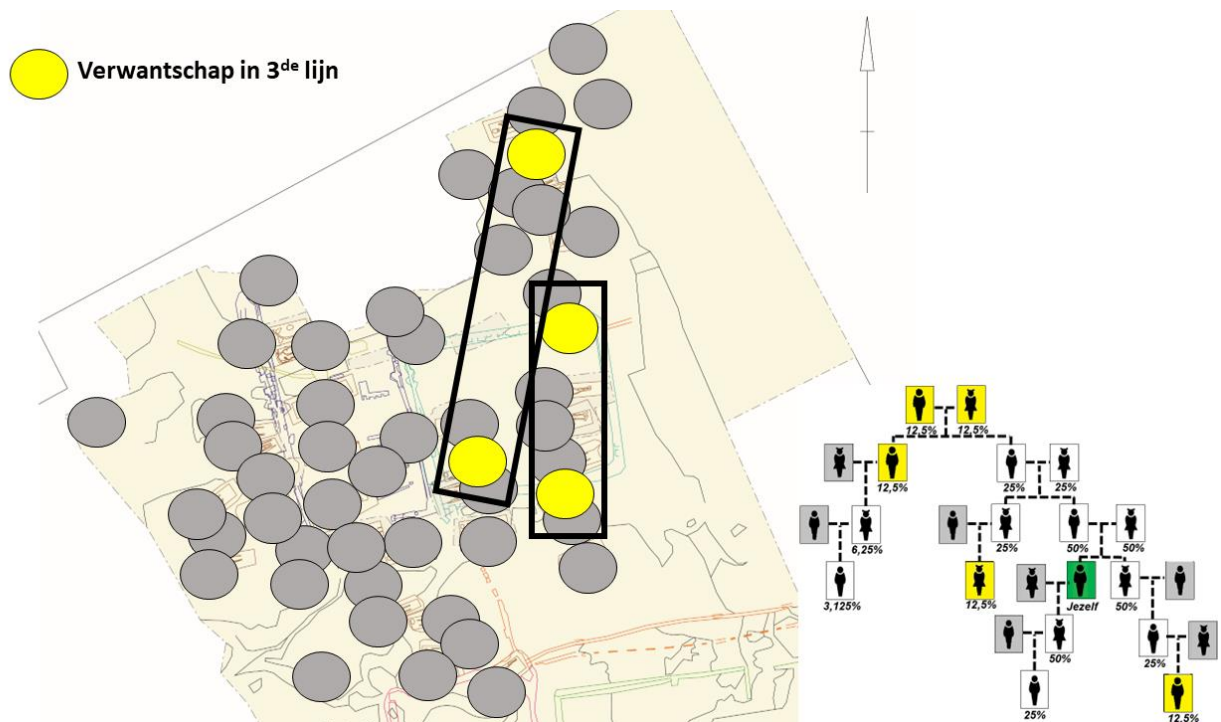 Verwantschap in 3de lijn
12,5% 12,5%
12,5% 25% 25%
6,25% 25% 50% 50%
3,125% 12,5% Jezelf 50%
50% 25%
25% 12,5%